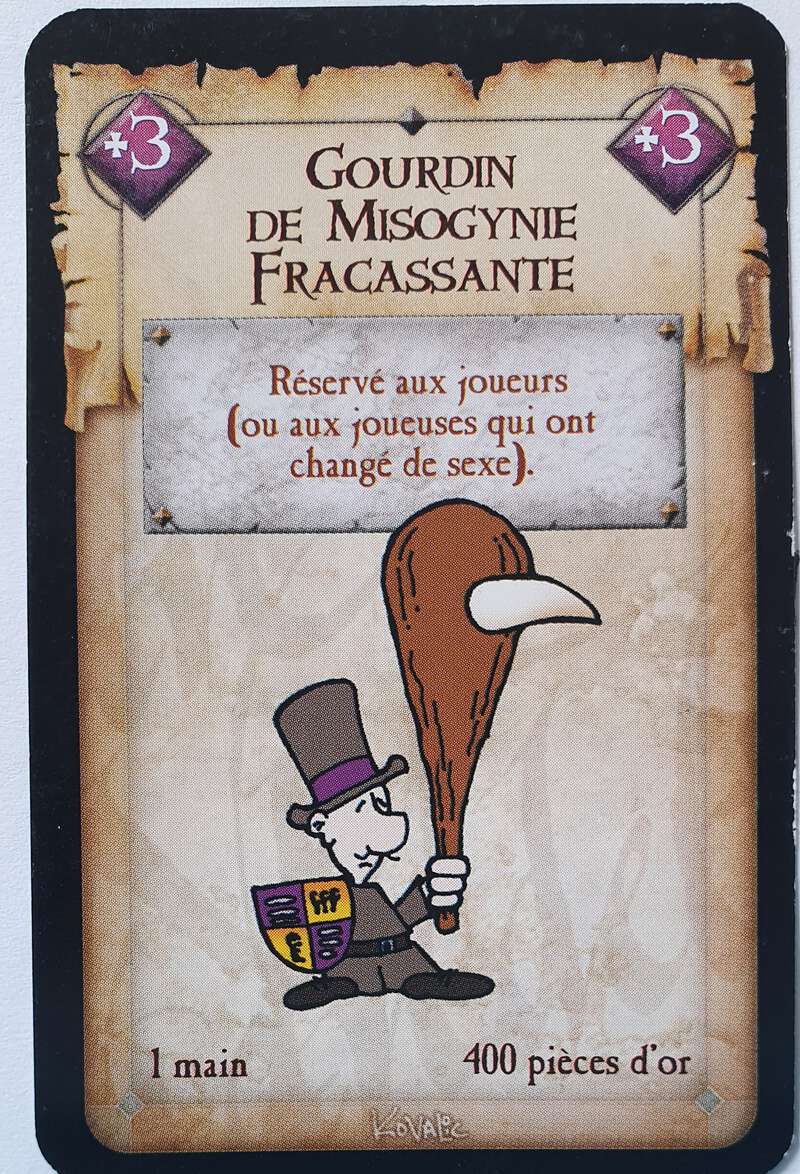 +3
+3
Gourdin
de Misogynie
Fracassante
Réservé aux joueurs
(ou aux joueuses qui ont
changé de sexe).
1 main
400 pièces d'or
KOVALIC